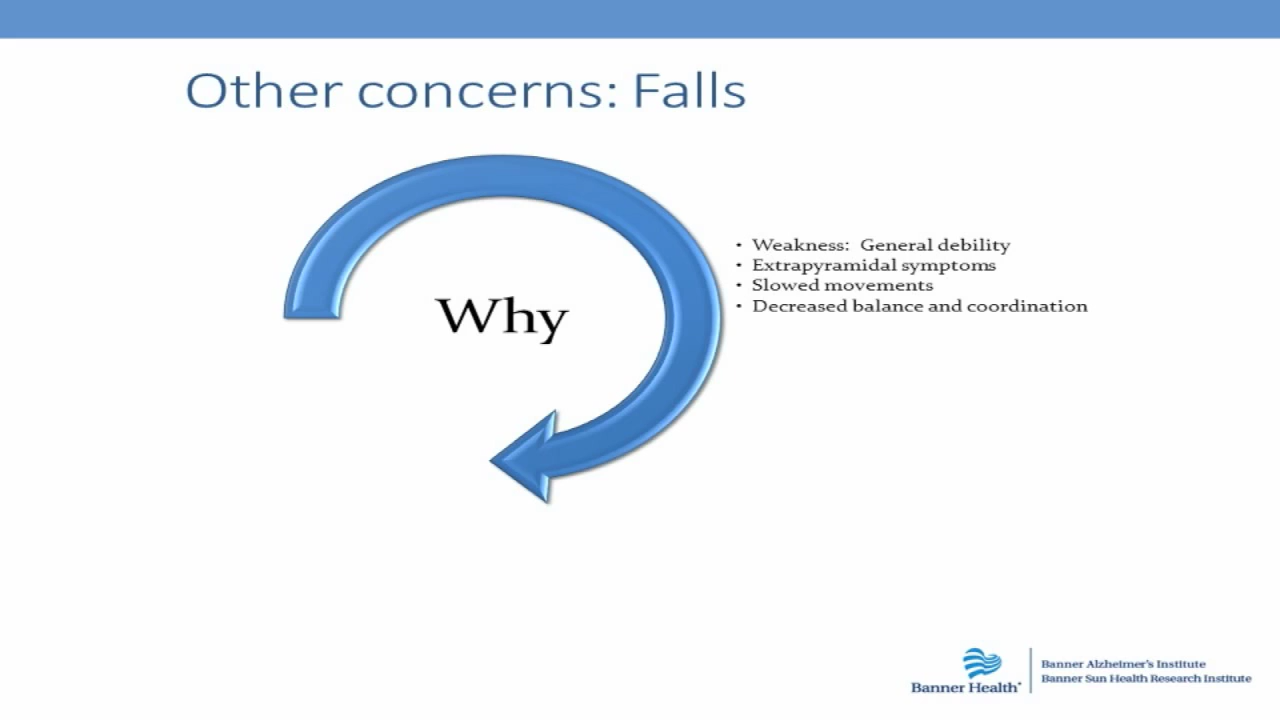 Other concerns: Falls
Why
• Weakness:  General debility
• Extrapyramidal symptoms
• Slowed movements
• Decreased balance and coordination
Banner Health
Banner Alzheimer's Institute
Banner Sun Health Research Institute